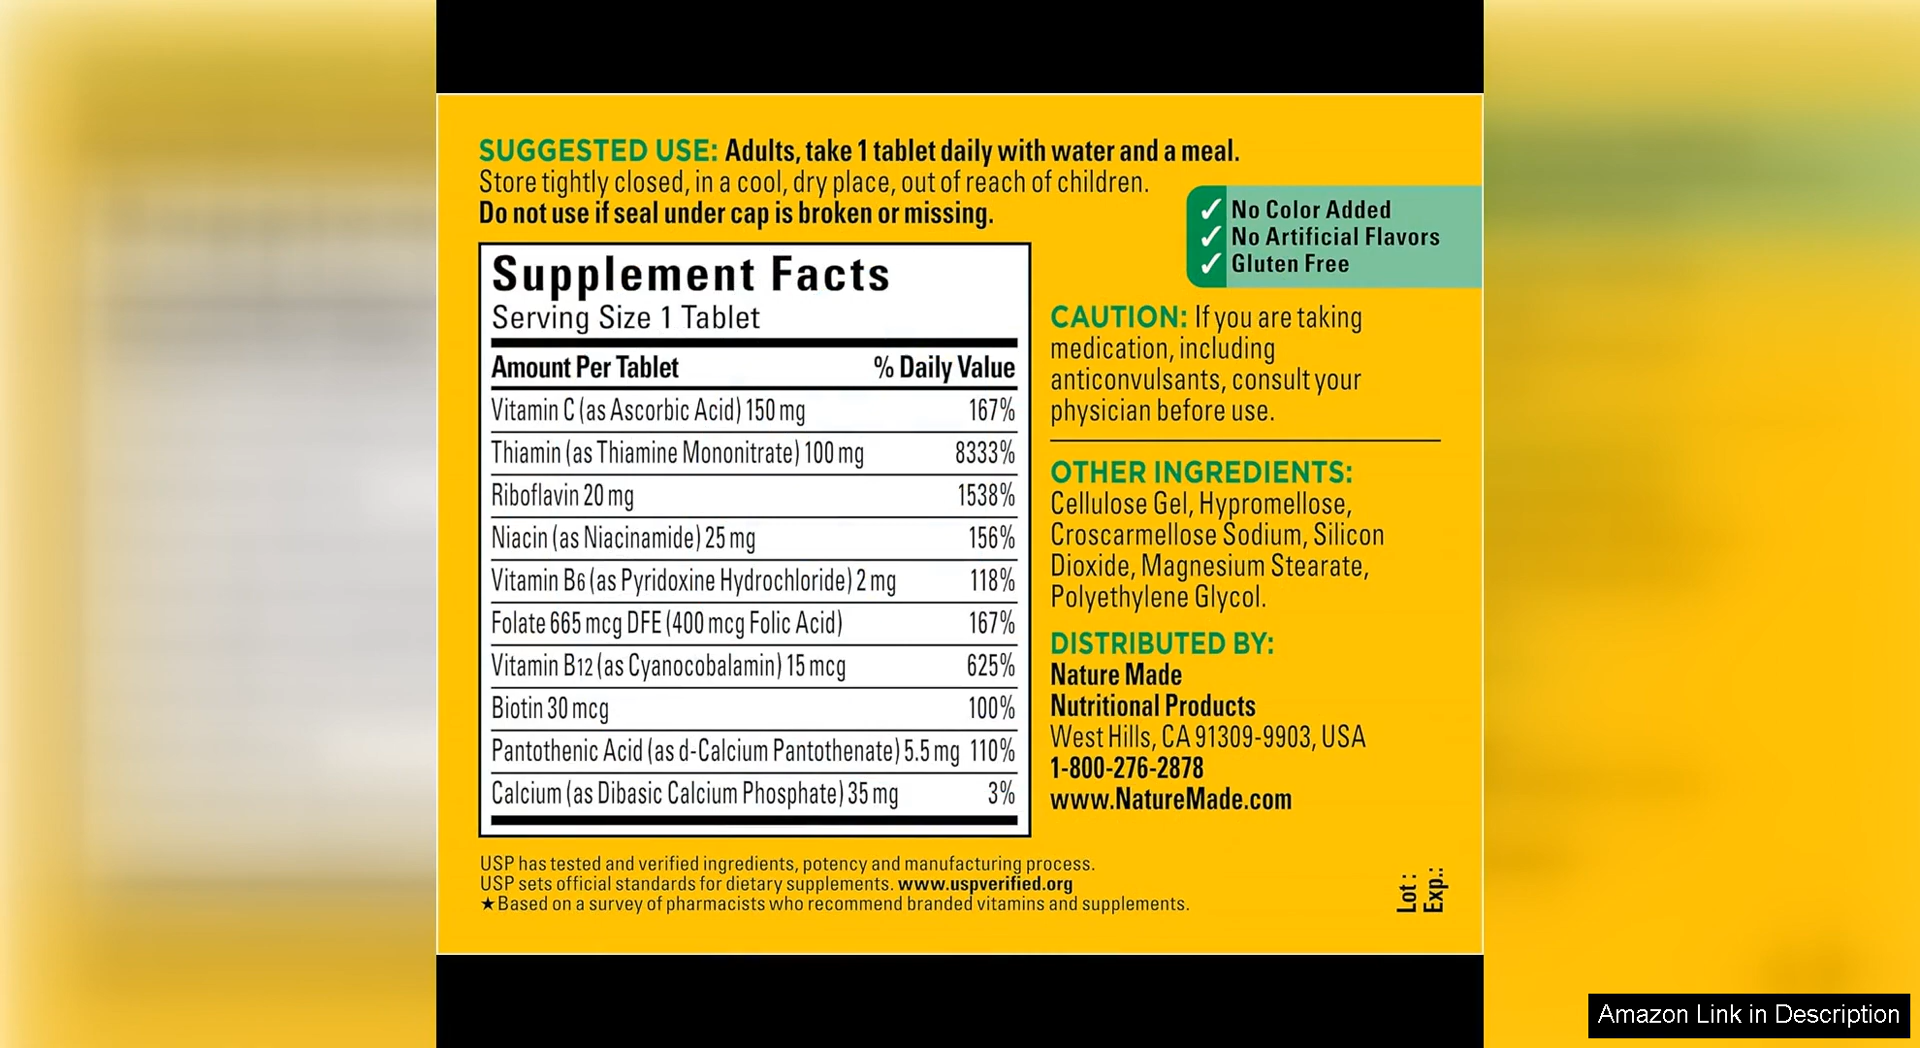 SUGGESTED USE: Adults, take 1 tablet daily with water and a meal.
Store tightly closed, in a cool, dry place, out of reach of children.
Do not use if seal under cap is broken or missing.
✓ No Color Added
✓ No Artificial Flavors
✓ Gluten Free
Supplement Facts
Serving Size 1 Tablet
Amount Per Tablet % Daily Value
Vitamin C (as Ascorbic Acid) 150 mg 167%
Thiamin (as Thiamine Mononitrate) 100 mg 8333%
Riboflavin 20 mg 1538%
Niacin (as Niacinamide) 25 mg 156%
Vitamin B6 (as Pyridoxine Hydrochloride) 2 mg 118%
Folate 665 mcg DFE (400 mcg Folic Acid) 167%
Vitamin B12 (as Cyanocobalamin) 15 mcg 625%
Biotin 30 mcg 100%
Pantothenic Acid (as d-Calcium Pantothenate) 5.5 mg 110%
Calcium (as Dibasic Calcium Phosphate) 35 mg 3%
CAUTION: If you are taking
medication, including
anticonvulsants, consult your
physician before use.
OTHER INGREDIENTS:
Cellulose Gel, Hypromellose,
Croscarmellose Sodium, Silicon
Dioxide, Magnesium Stearate,
Polyethylene Glycol.
DISTRIBUTED BY:
Nature Made
Nutritional Products
West Hills, CA 91309-9903, USA
1-800-276-2878
www.NatureMade.com
USP has tested and verified ingredients, potency and manufacturing process.
USP sets official standards for dietary supplements. www.uspverified.org
★Based on a survey of pharmacists who recommend branded vitamins and supplements.
Lot :
Exp.:
Amazon Link in Description